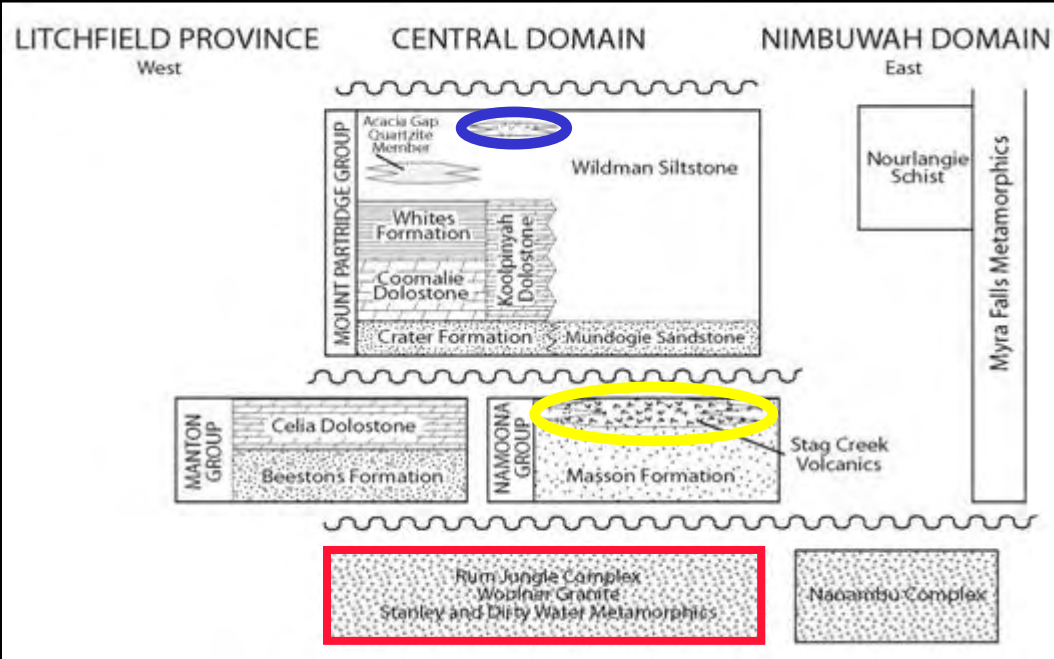 LITCHFIELD PROVINCE
West
CENTRAL DOMAIN
NIMBUWAH DOMAIN
East
MOUNT PARTRIDGE GROUP
Acacia Gap
Quartzite
Member
Wildman Siltstone
Whites
Formation
Koolpinyah
Dolostone
Coomalie
Dolostone
Crater Formation
Mundogie Sandstone
Nourlangie
Schist
Myra Falls Metamorphics
MANTON
GROUP
Celia Dolostone
Beestons Formation
NAMOONA
GROUP
Masson Formation
Stag Creek
Volcanics
Rum Jungle Complex
Woolner Granite
Stanley and Dirty Water Metamorphics
Nanambu Complex